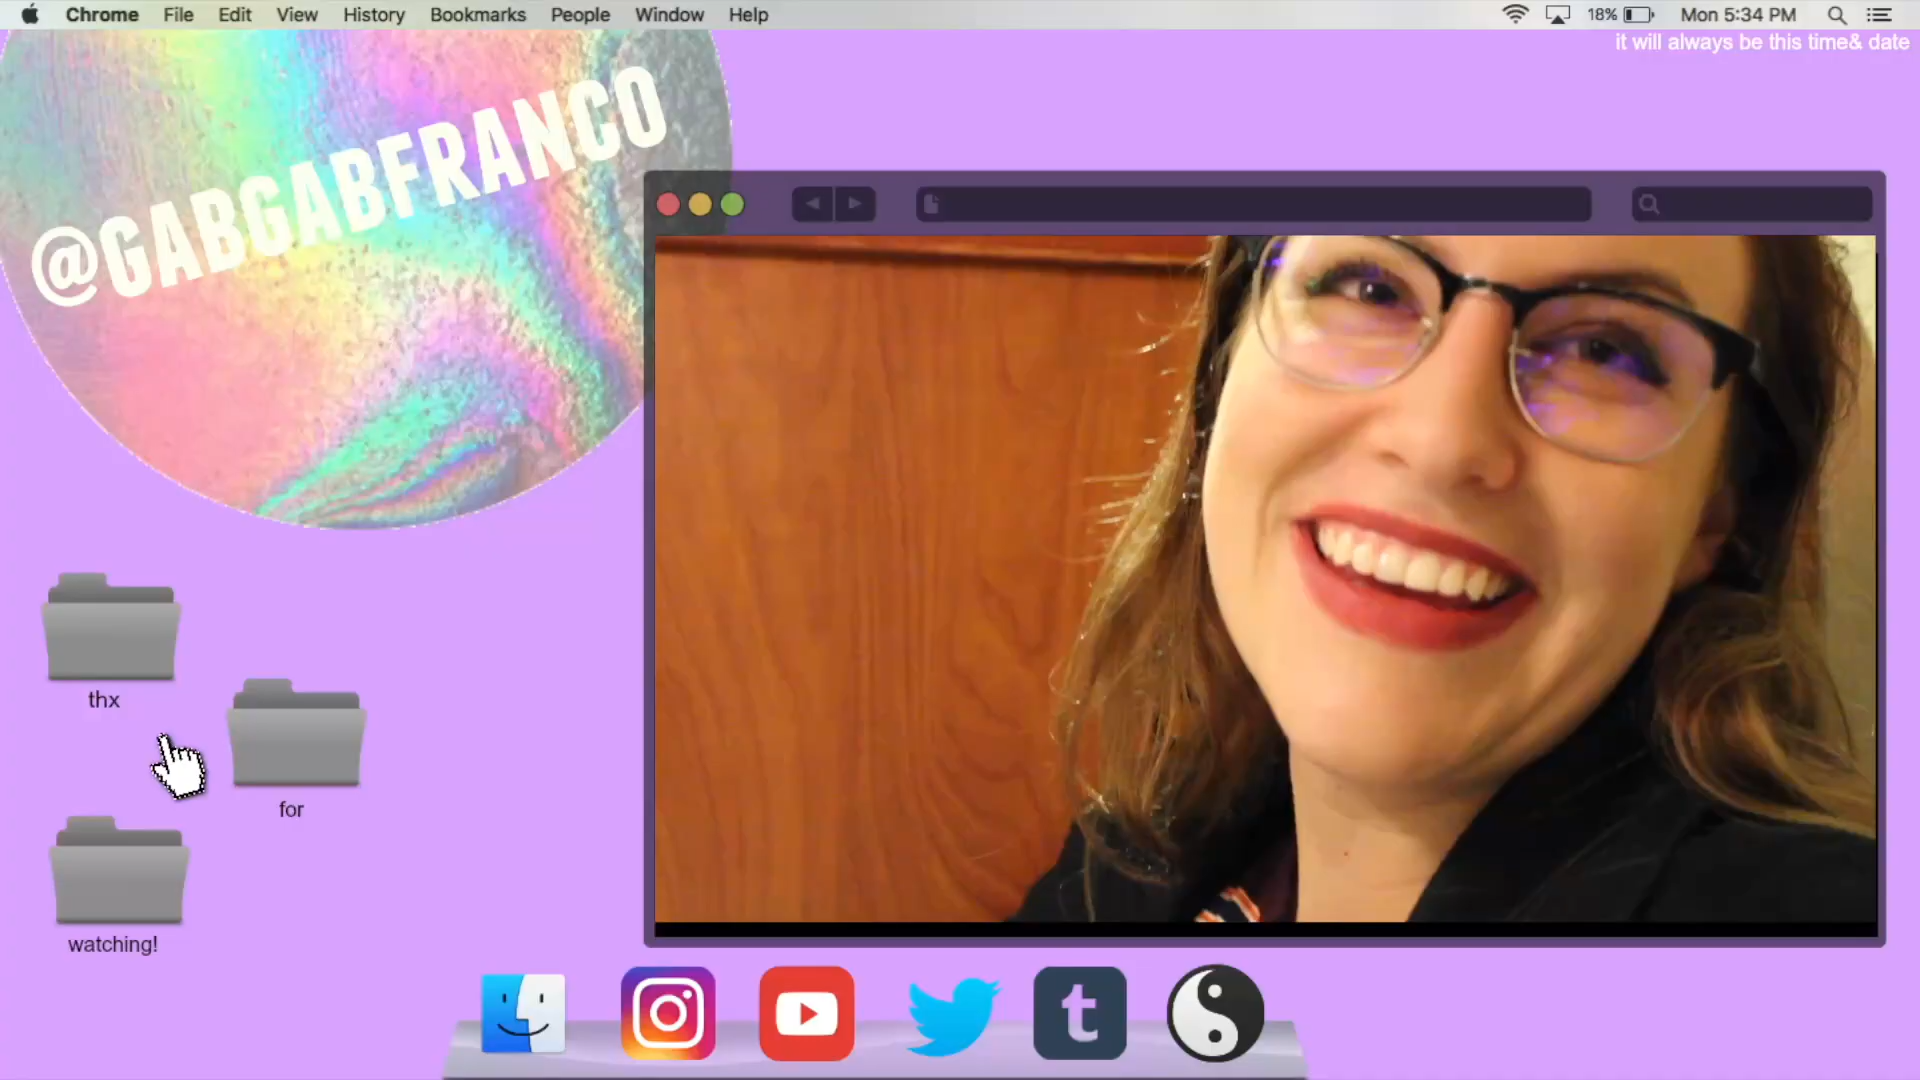 Chrome File Edit View History Bookmarks People Window Help 18% Mon 5:34 PM
it will always be this time& date
@GABGABFRANCO
thx
for
watching!
t